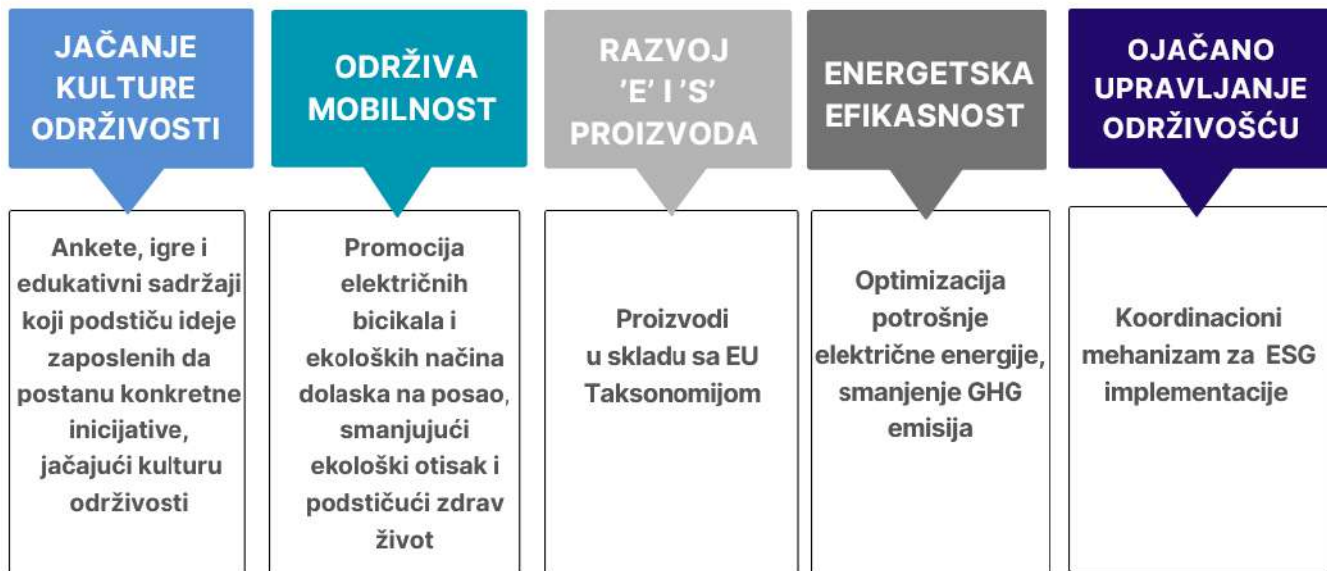 JAČANJE
KULTURE
ODRŽIVOSTI
Ankete, igre i
edukativni sadržaji
koji podstiču ideje
zaposlenih da
postanu konkretne
inicijative,
jačajući kulturu
održivosti
ODRŽIVA
MOBILNOST
Promocija
električnih
bicikala i
ekoloških načina
dolaska na posao,
smanjujući
ekološki otisak i
podstičući zdrav
život
RAZVOJ
'E' I 'S'
PROIZVODA
Proizvodi
u skladu sa EU
Taksonomijom
ENERGETSKA
EFIKASNOST
Optimizacija
potrošnje
električne energije,
smanjenje GHG
emisija
OJAČANO
UPRAVLJANJE
ODRŽIVOŠĆU
Koordinacioni
mehanizam za ESG
implementacije